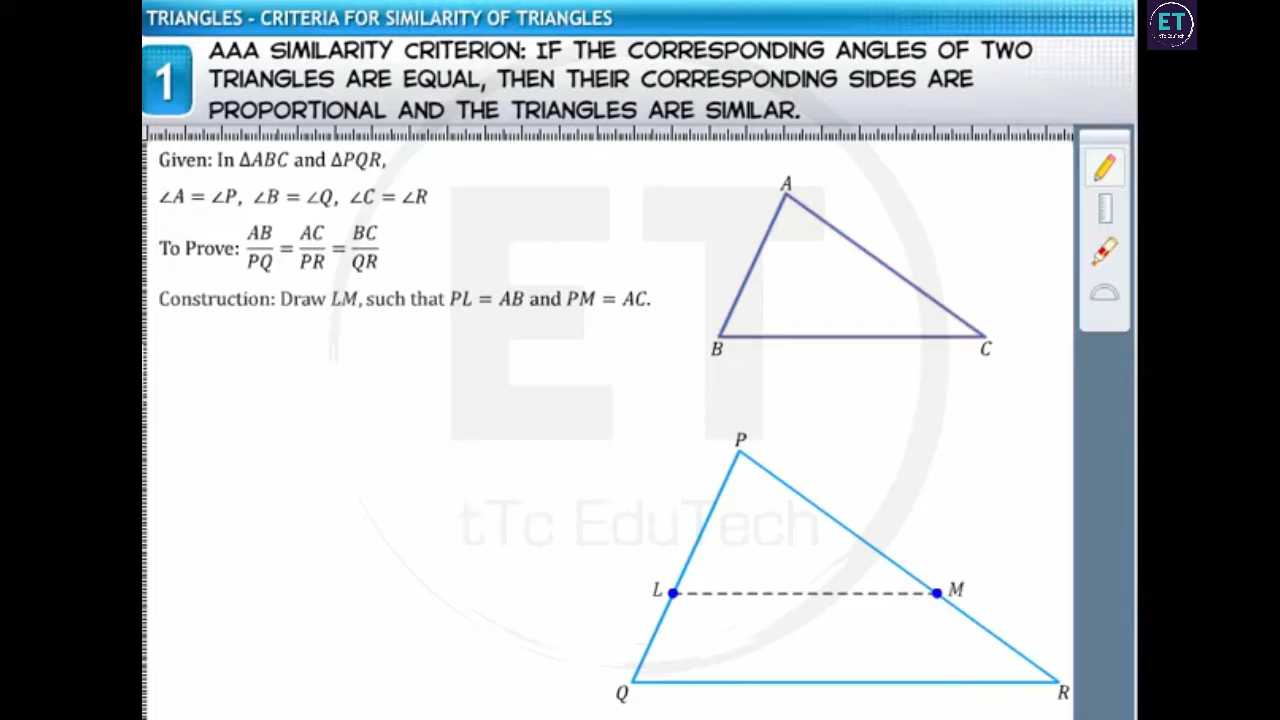 TRIANGLES - CRITERIA FOR SIMILARITY OF TRIANGLES
ET
1
AAA SIMILARITY CRITERION: IF THE CORRESPONDING ANGLES OF TWO
TRIANGLES ARE EQUAL, THEN THEIR CORRESPONDING SIDES ARE
PROPORTIONAL AND THE TRIANGLES ARE SIMILAR.
Given: In ΔABC and ΔPQR,
∠A = ∠P, ∠B = ∠Q, ∠C = ∠R
To Prove: AB/PQ = AC/PR = BC/QR
Construction: Draw LM, such that PL = AB and PM = AC.
A
B
C
P
L
M
Q
R
ET
tTc EduTech